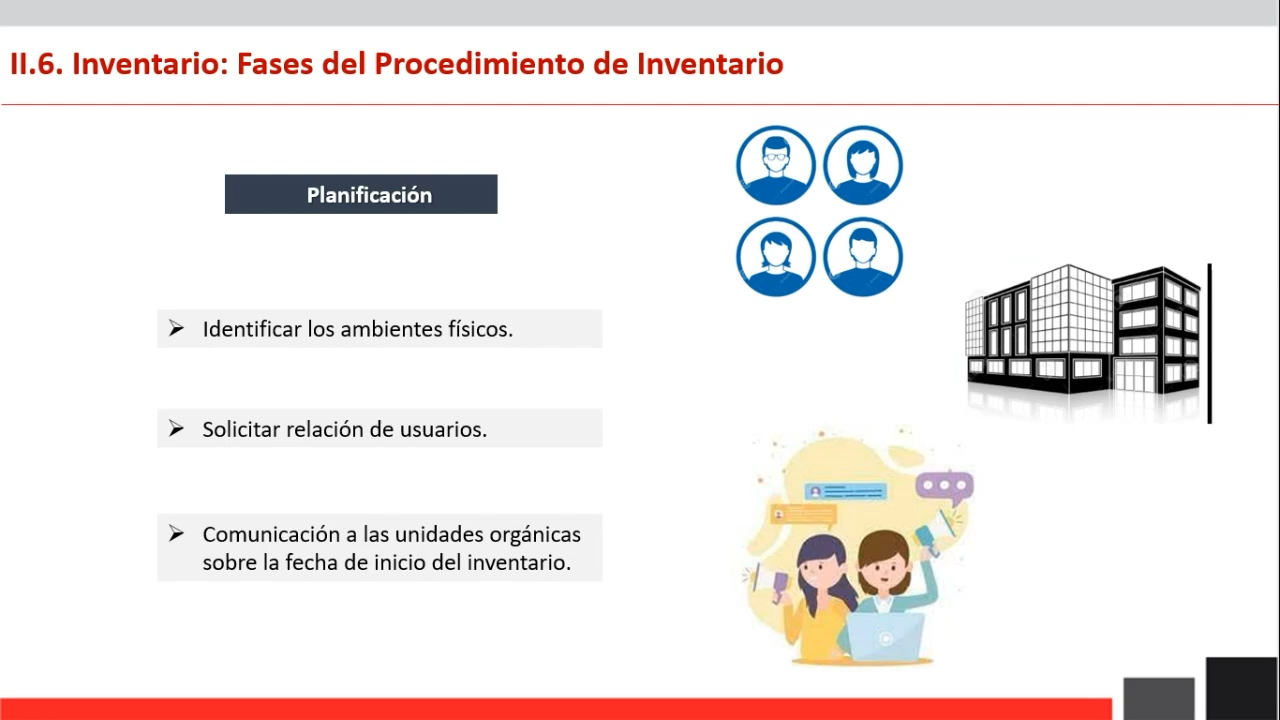 II.6. Inventario: Fases del Procedimiento de Inventario
Planificación
➢ Identificar los ambientes físicos.
➢ Solicitar relación de usuarios.
➢ Comunicación a las unidades orgánicas
sobre la fecha de inicio del inventario.